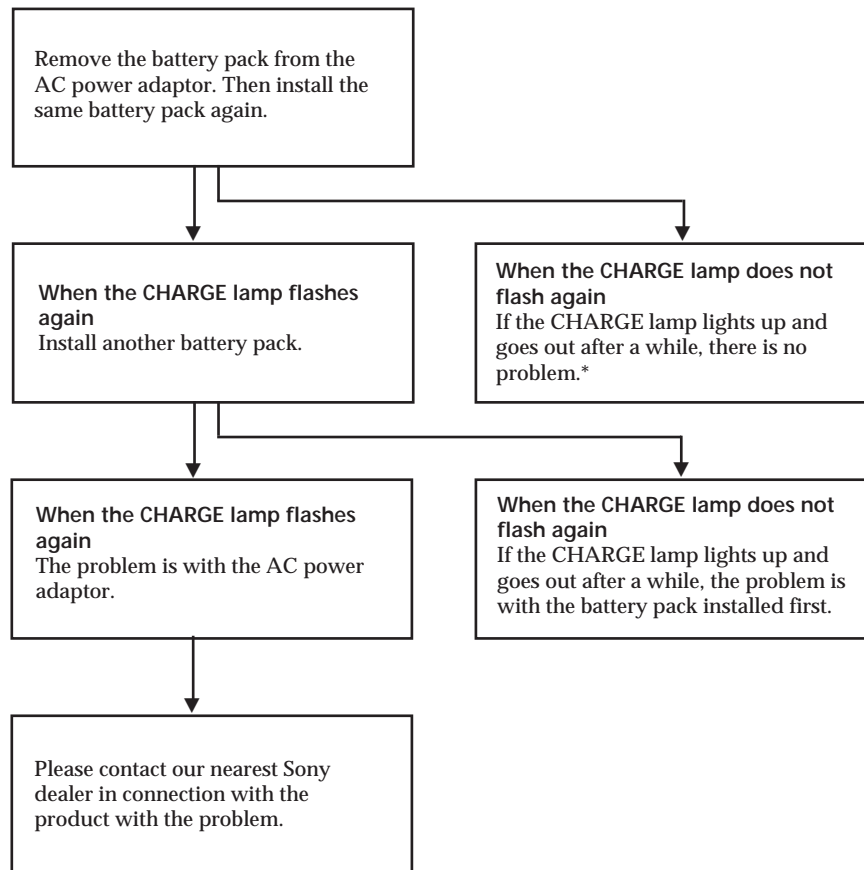 Remove the battery pack from the
AC power adaptor. Then install the
same battery pack again.
When the CHARGE lamp flashes
again
Install another battery pack.
When the CHARGE lamp does not
flash again
If the CHARGE lamp lights up and
goes out after a while, there is no
problem.*
When the CHARGE lamp flashes
again
The problem is with the AC power
adaptor.
When the CHARGE lamp does not
flash again
If the CHARGE lamp lights up and
goes out after a while, the problem is
with the battery pack installed first.
Please contact our nearest Sony
dealer in connection with the
product with the problem.